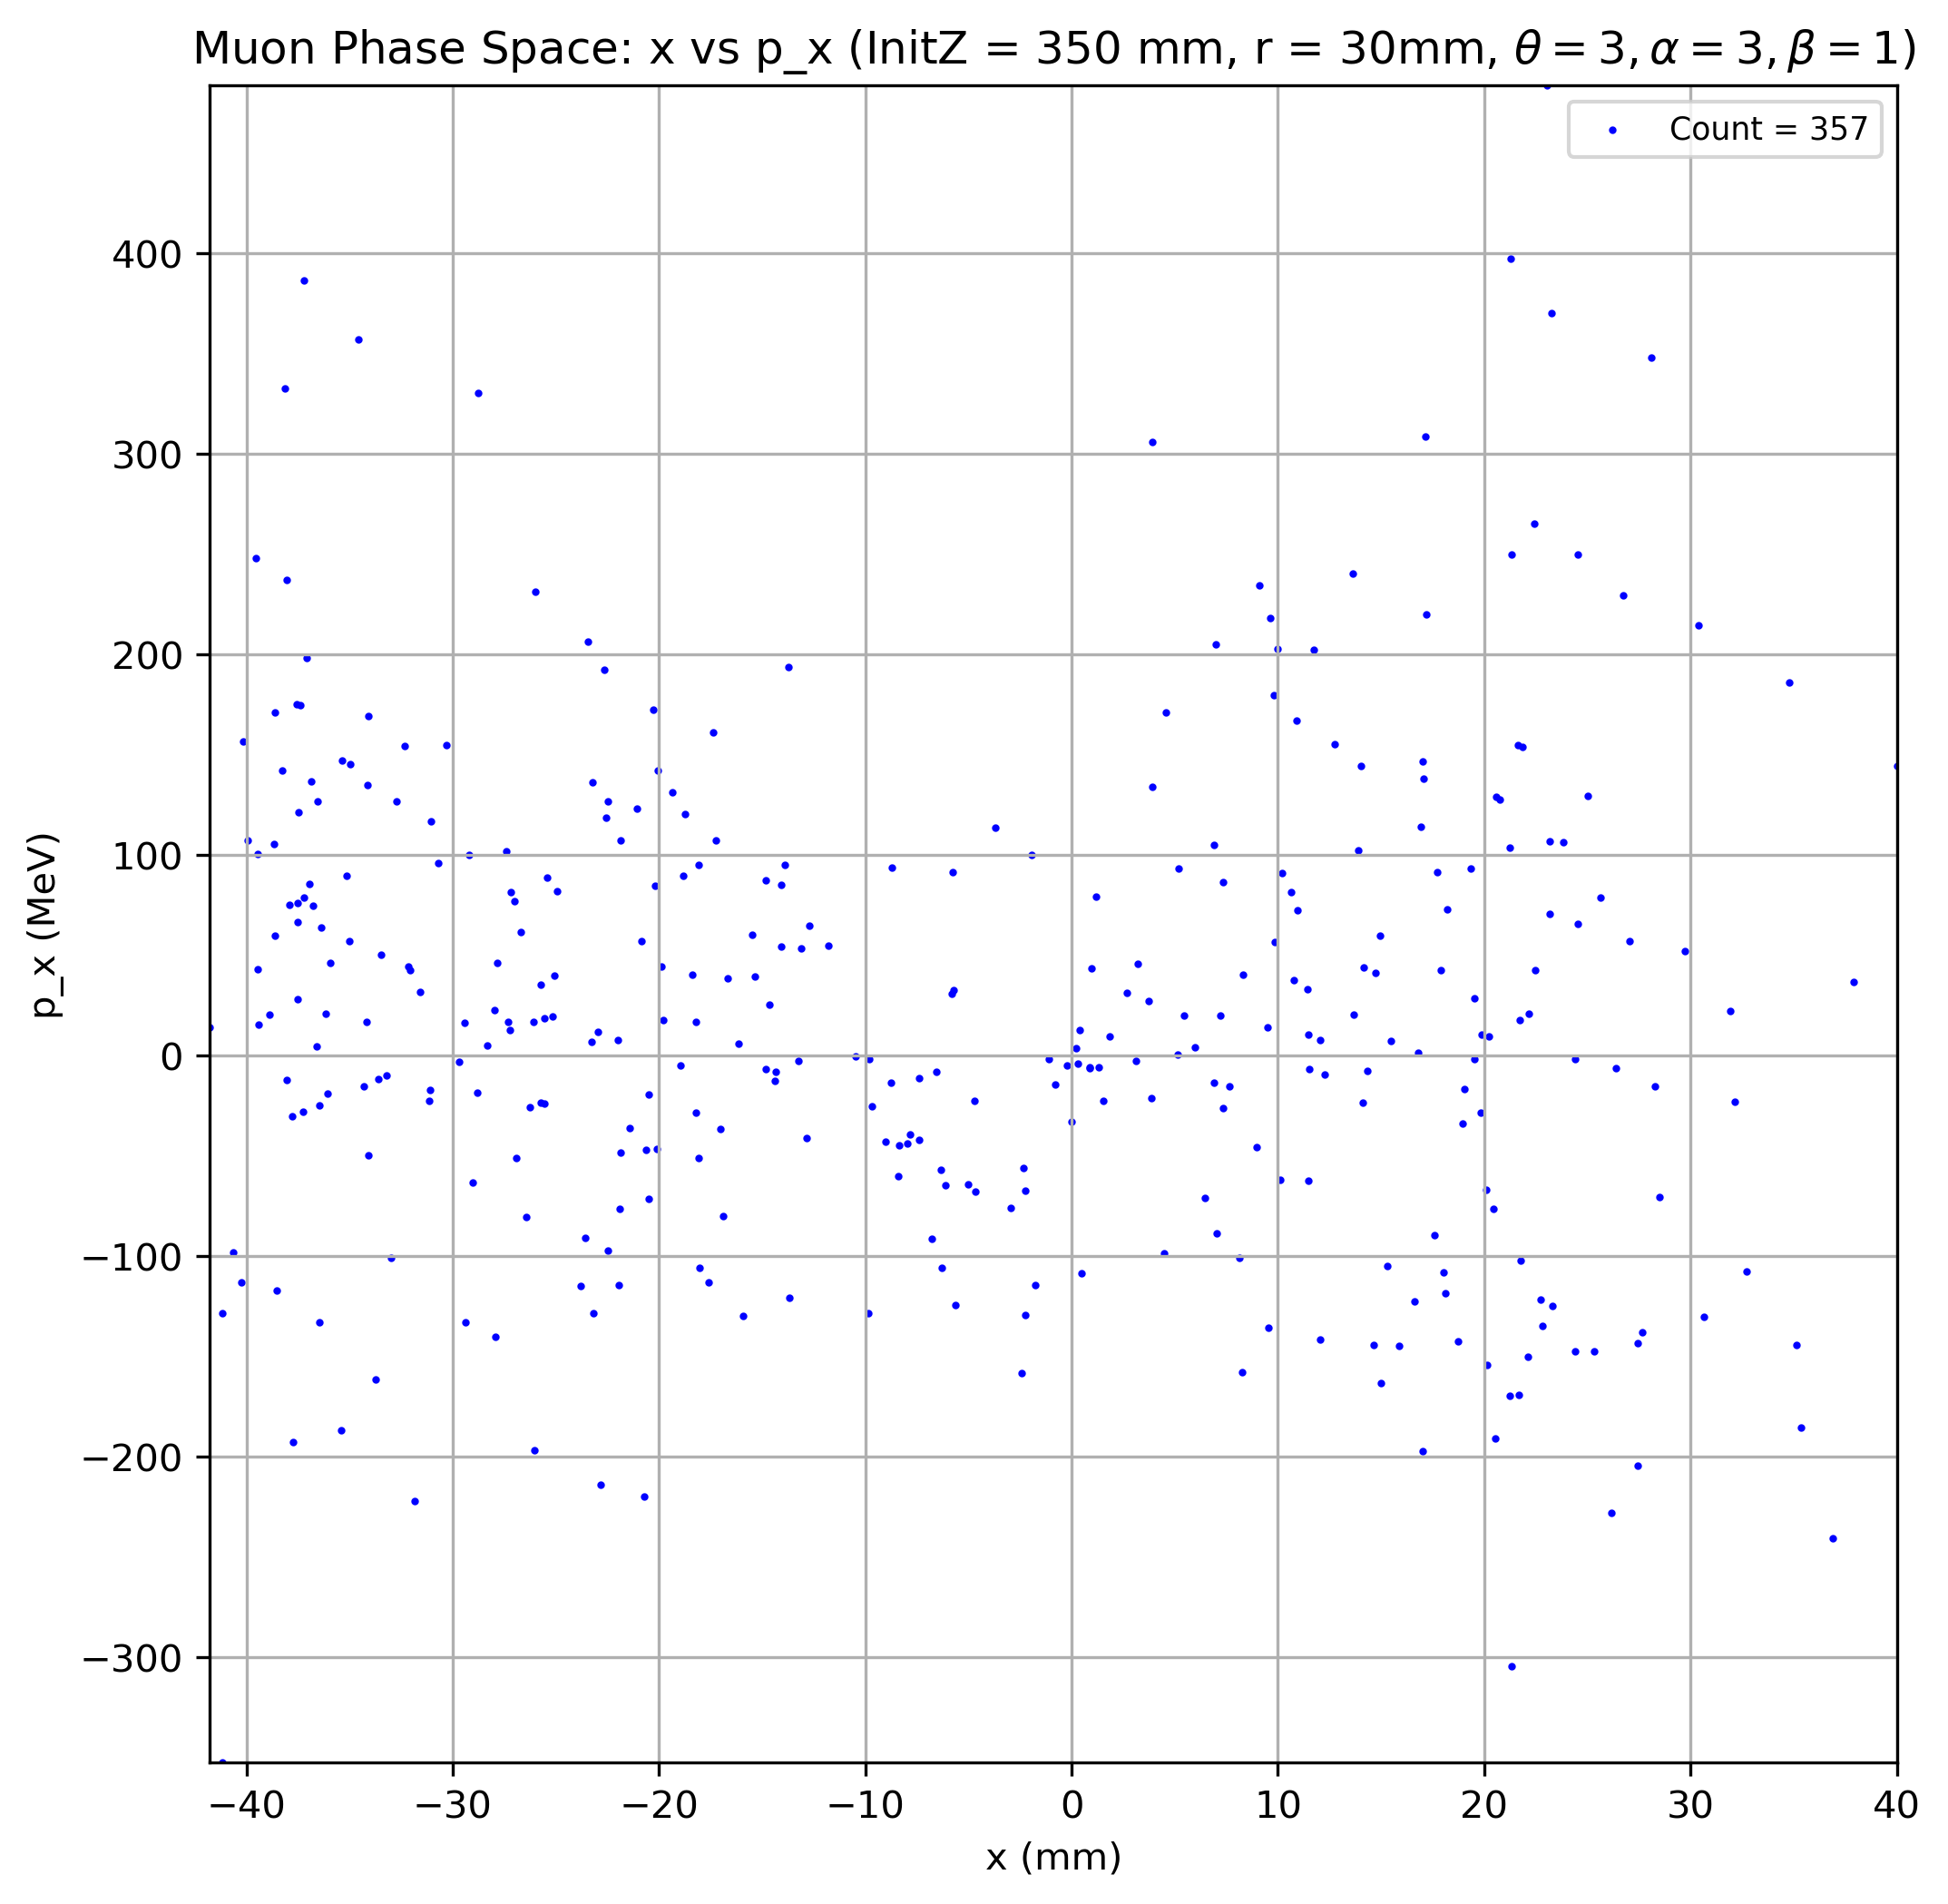 Muon Phase Space: x vs p_x (InitZ = 350 mm, r = 30mm, θ = 3, α = 3, β = 1)
Count = 357
400
300
200
100
0
−100
−200
−300
p_x (MeV)
−40 −30 −20 −10 0 10 20 30 40
x (mm)